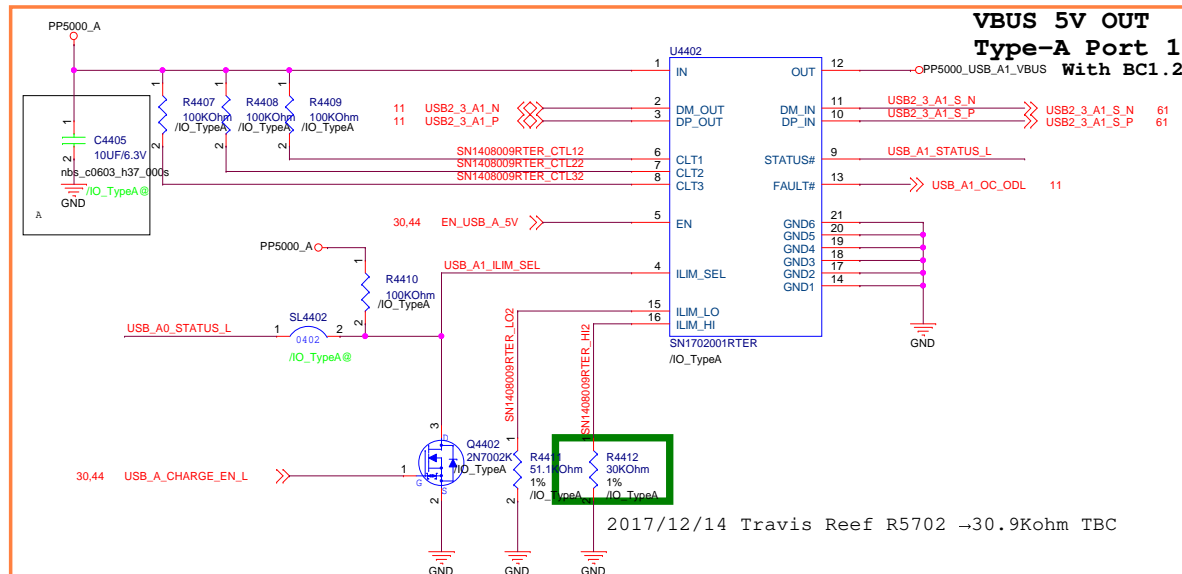 VBUS 5V OUT
Type-A Port 1
With BC1.2
PP5000_A
U4402
1 IN
OUT 12
PP5000_USB_A1_VBUS
R4407
100KOhm
/IO_TypeA
R4408
100KOhm
/IO_TypeA
R4409
100KOhm
/IO_TypeA
11 USB2_3_A1_N
2 DM_OUT
DM_IN 11
USB2_3_A1_S_N
USB2_3_A1_S_N 61
11 USB2_3_A1_P
3 DP_OUT
DP_IN 10
USB2_3_A1_S_P
USB2_3_A1_S_P 61
C4405
10UF/6.3V
nbs_c0603_h37_000s
/IO_TypeA@
GND
A
SN1408009RTER_CTL12
6 CLT1
STATUS# 9
USB_A1_STATUS_L
SN1408009RTER_CTL22
7 CLT2
SN1408009RTER_CTL32
8 CLT3
FAULT# 13
USB_A1_OC_ODL 11
30,44 EN_USB_A_5V
5 EN
GND6 21
GND5 20
GND4 19
GND3 18
GND2 17
GND1 14
GND
PP5000_A
R4410
100KOhm
/IO_TypeA
USB_A1_ILIM_SEL
4 ILIM_SEL
15 ILIM_LO
16 ILIM_HI
SN1702001RTER
/IO_TypeA
USB_A0_STATUS_L
SL4402
1 2
0402
/IO_TypeA@
SN1408009RTER_LO2
SN1408009RTER_HI2
3
D
Q4402
2N7002K
/IO_TypeA
30,44 USB_A_CHARGE_EN_L
1
G
S
2
GND
1
R4411
51.1KOhm
1%
/IO_TypeA
2
GND
1
R4412
30KOhm
1%
/IO_TypeA
2
GND
2017/12/14 Travis Reef R5702 →30.9Kohm TBC